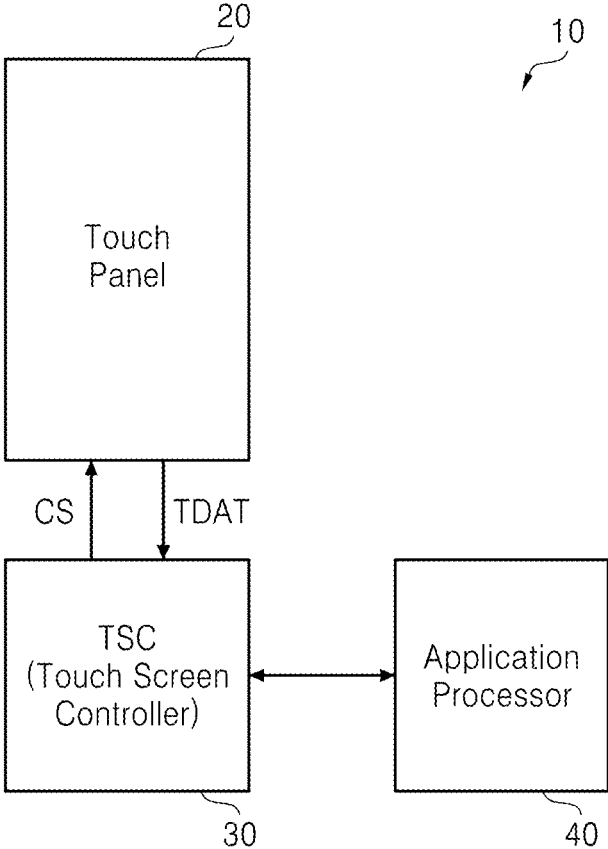 20
10
Touch
Panel
CS
TDAT
TSC
(Touch Screen
Controller)
Application
Processor
30
40